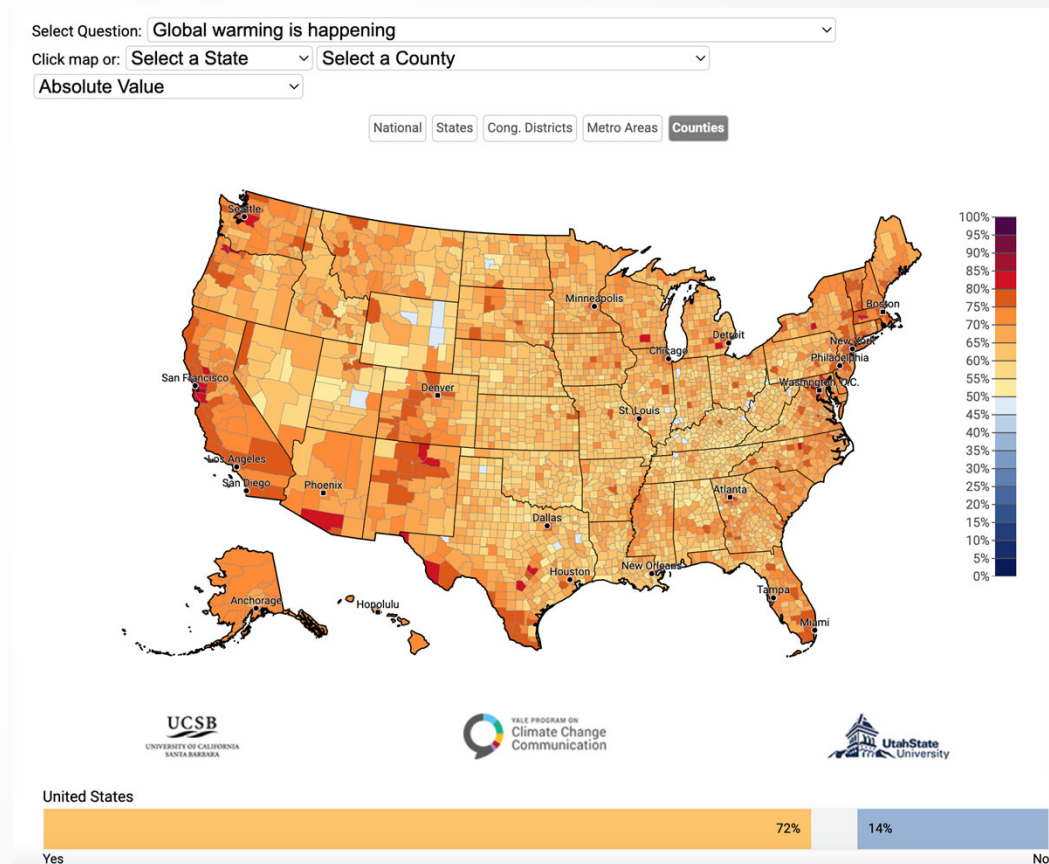 Select Question: Global warming is happening
Click map or: Select a State Select a County
Absolute Value
National States Cong. Districts Metro Areas Counties
Seattle
Minneapolis
Boston
Detroit
New York
Chicago
Philadelphia
San Francisco
Denver
Washington, D.C.
St. Louis
Los Angeles
San Diego
Phoenix
Atlanta
Dallas
Houston
New Orleans
Tampa
Anchorage
Honolulu
Miami
100%
95%
90%
85%
80%
75%
70%
65%
60%
55%
50%
45%
40%
35%
30%
25%
20%
15%
10%
5%
0%
UCSB
UNIVERSITY OF CALIFORNIA
SANTA BARBARA
YALE PROGRAM ON
Climate Change
Communication
UtahState
University
United States
72% 14%
Yes No